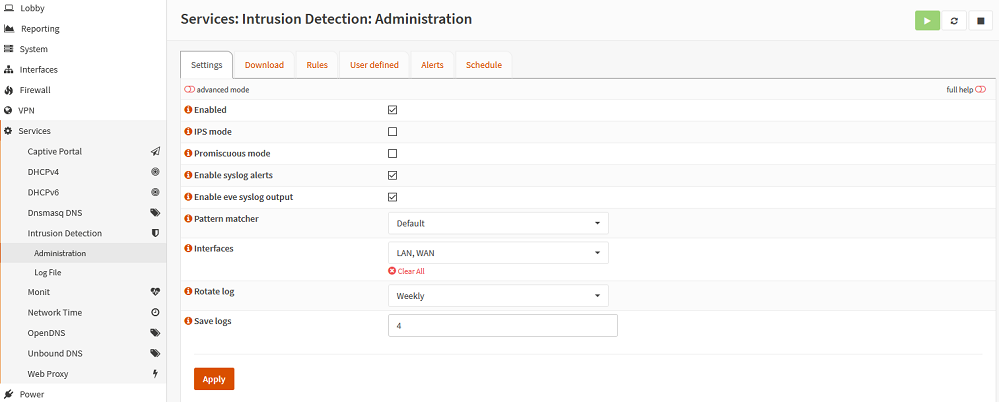 Lobby
Reporting
System
Interfaces
Firewall
VPN
Services
Captive Portal
DHCPv4
DHCPv6
Dnsmasq DNS
Intrusion Detection
Administration
Log File
Monit
Network Time
OpenDNS
Unbound DNS
Web Proxy
Power
Services: Intrusion Detection: Administration
Settings Download Rules User defined Alerts Schedule
advanced mode full help
Enabled
IPS mode
Promiscuous mode
Enable syslog alerts
Enable eve syslog output
Pattern matcher Default
Interfaces LAN, WAN
Clear All
Rotate log Weekly
Save logs 4
Apply